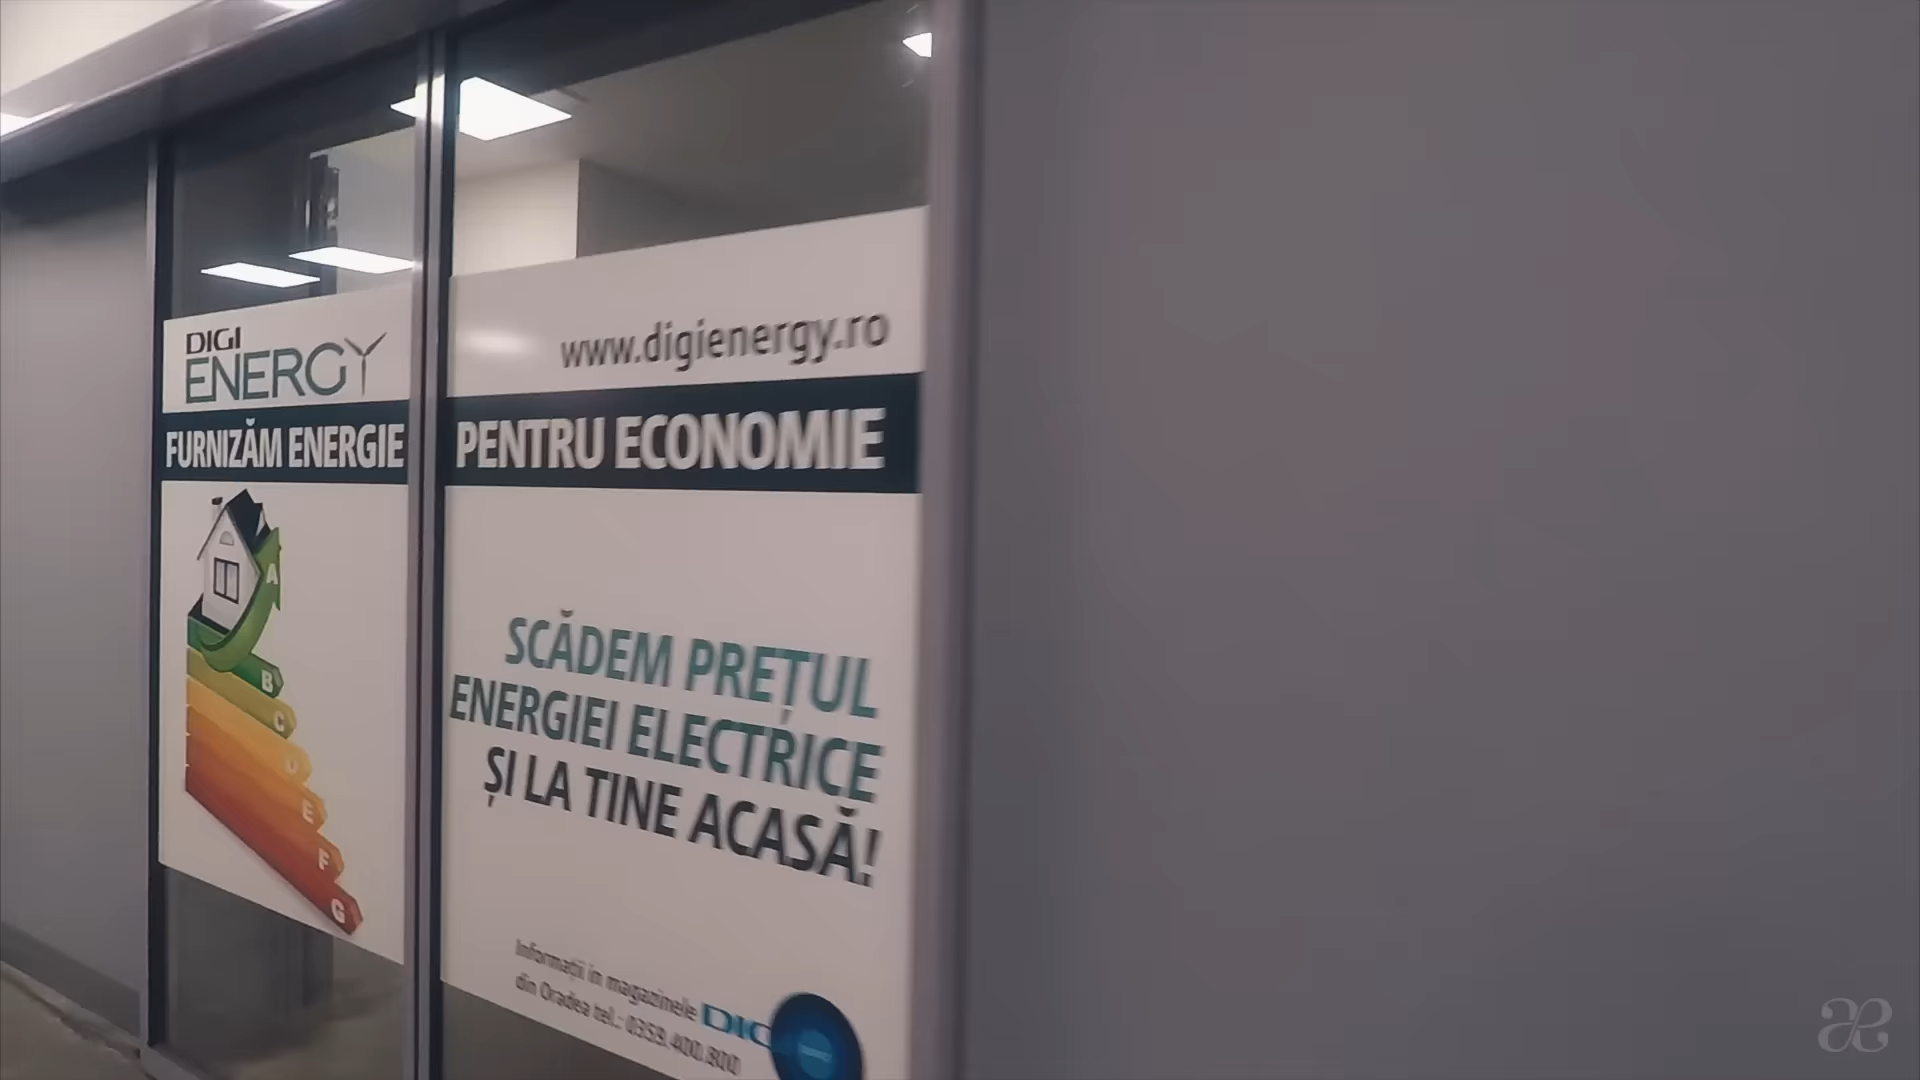 DIGI
ENERGY
www.digienergy.ro
FURNIZĂM ENERGIE PENTRU ECONOMIE
A
B
C
D
E
F
G
SCĂDEM PREȚUL
ENERGIEI ELECTRICE
ȘI LA TINE ACASĂ!
Informații in magazinele DIGI
din Oradea tel.: 0359.400.800
æ